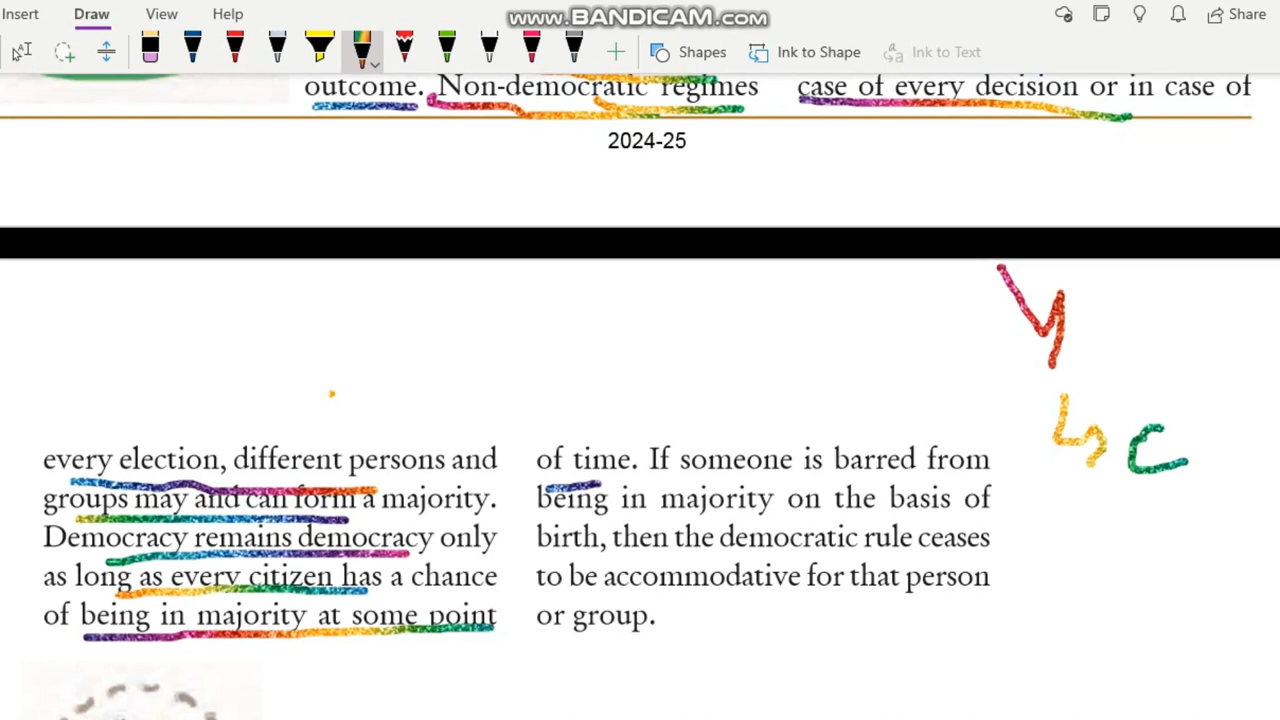 Insert Draw View Help
www.BANDICAM.com
Share
Shapes Ink to Shape Ink to Text
outcome. Non-democratic regimes
case of every decision or in case of
2024-25
every election, different persons and
groups may and can form a majority.
Democracy remains democracy only
as long as every citizen has a chance
of being in majority at some point
of time. If someone is barred from
being in majority on the basis of
birth, then the democratic rule ceases
to be accommodative for that person
or group.